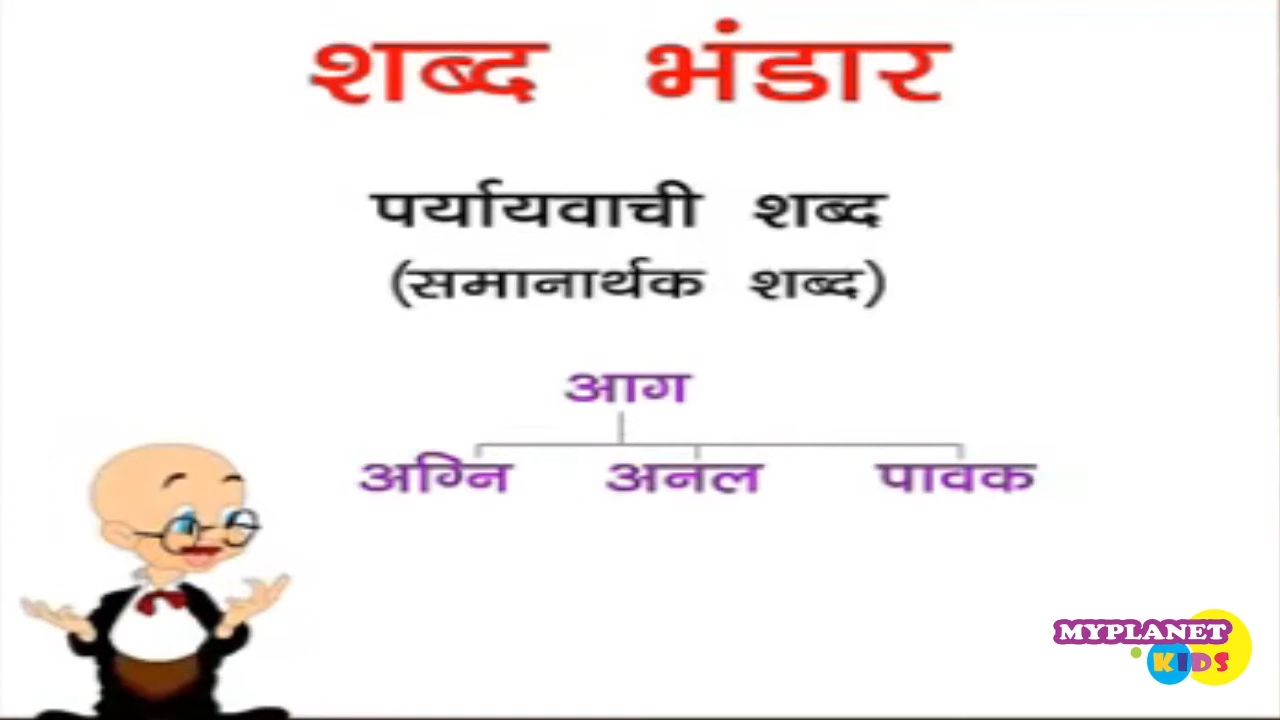 शब्द भंडार
पर्यायवाची शब्द
(समानार्थक शब्द)
आग
अग्नि अनल पावक
MYPLANET
KIDS